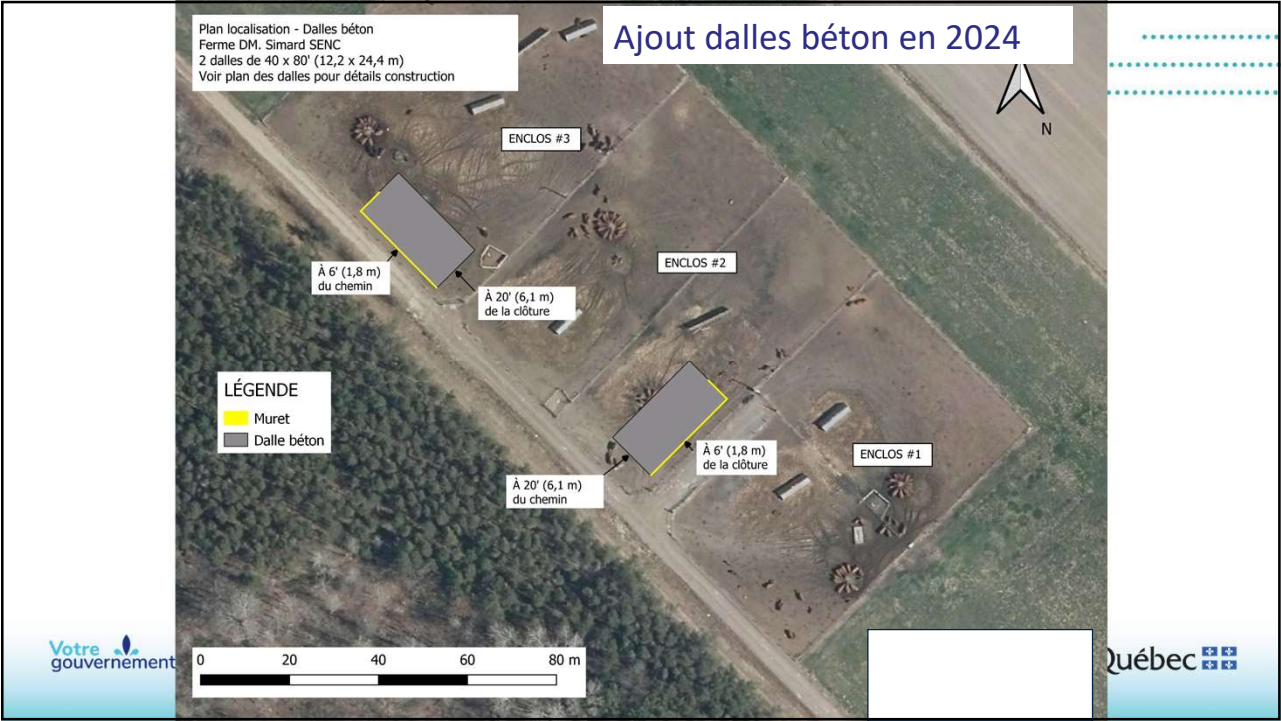 Plan localisation - Dalles béton
Ferme DM. Simard SENC
2 dalles de 40 x 80' (12,2 x 24,4 m)
Voir plan des dalles pour détails construction
Ajout dalles béton en 2024
N
ENCLOS #3
ENCLOS #2
À 6' (1,8 m)
du chemin
À 20' (6,1 m)
de la clôture
LÉGENDE
Muret
Dalle béton
À 6' (1,8 m)
de la clôture
ENCLOS #1
À 20' (6,1 m)
du chemin
Votre
gouvernement
0 20 40 60 80 m
Québec